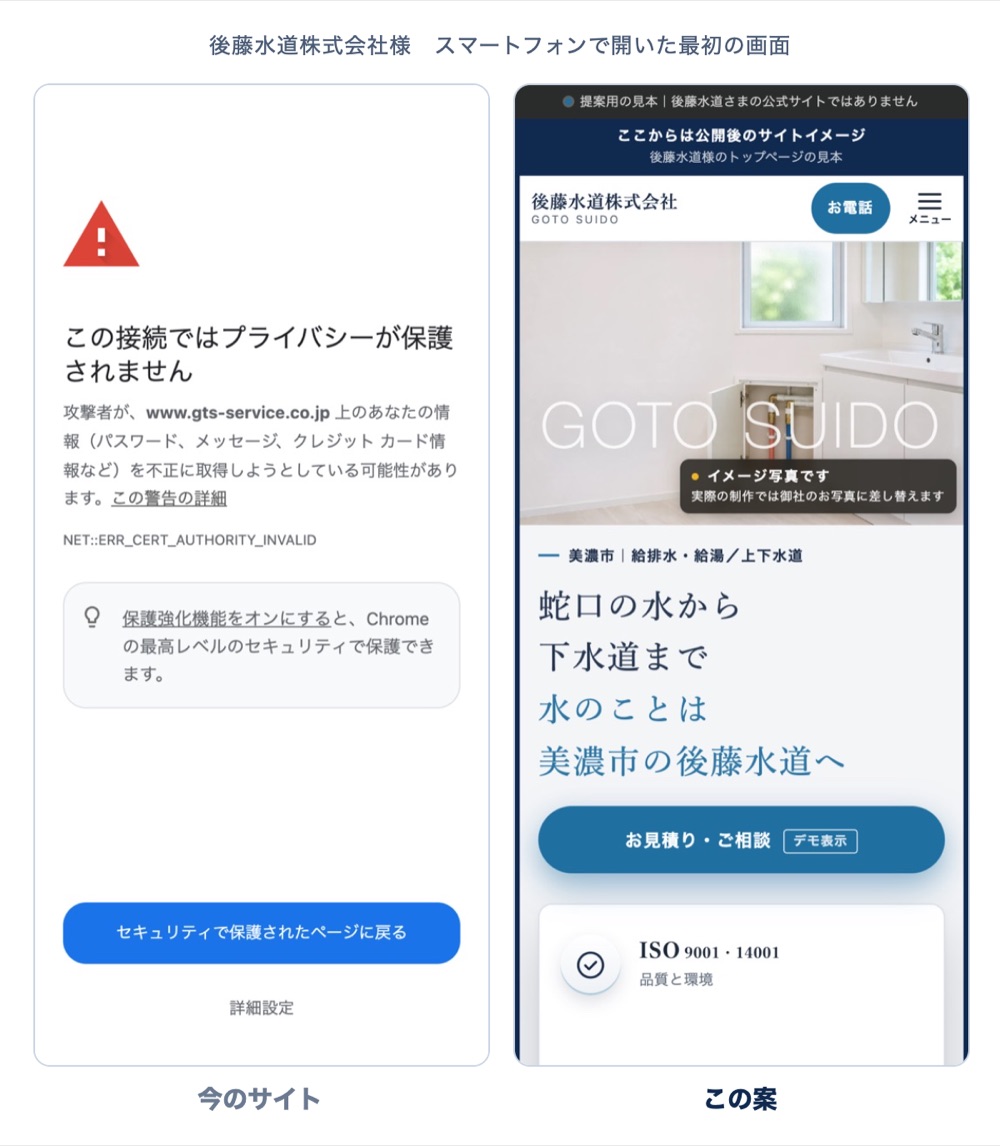 後藤水道株式会社様　スマートフォンで開いた最初の画面
この接続ではプライバシーが保護
されません
攻撃者が、www.gts-service.co.jp 上のあなたの情
報（パスワード、メッセージ、クレジット カード情
報など）を不正に取得しようとしている可能性があり
ます。この警告の詳細
NET::ERR_CERT_AUTHORITY_INVALID
保護強化機能をオンにすると、Chrome
の最高レベルのセキュリティで保護でき
ます。
セキュリティで保護されたページに戻る
詳細設定
今のサイト
提案用の見本｜後藤水道さまの公式サイトではありません
ここからは公開後のサイトイメージ
後藤水道様のトップページの見本
後藤水道株式会社
GOTO SUIDO
お電話
メニュー
GOTO SUIDO
イメージ写真です
実際の制作では御社のお写真に差し替えます
美濃市｜給排水・給湯／上下水道
蛇口の水から
下水道まで
水のことは
美濃市の後藤水道へ
お見積り・ご相談 デモ表示
ISO 9001・14001
品質と環境
この案